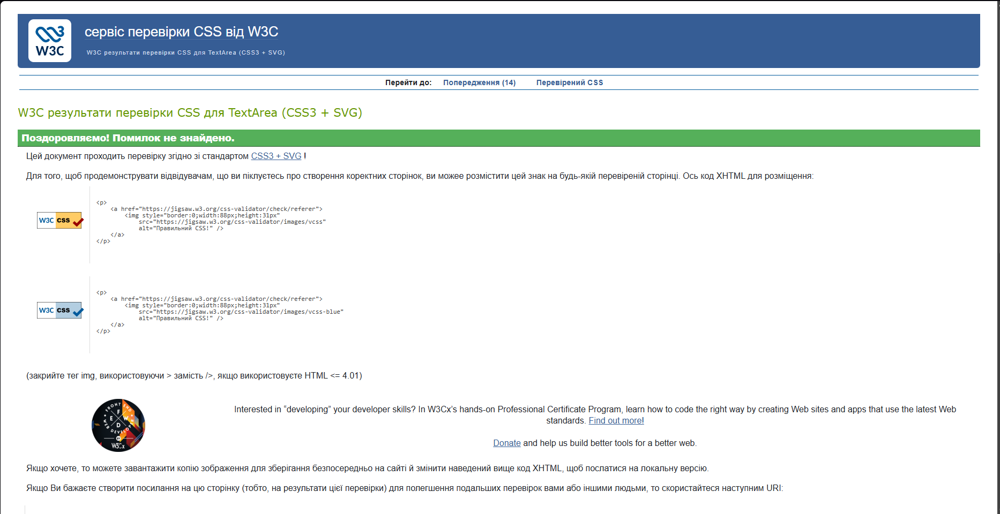 W3C
сервіс перевірки CSS від W3C
W3C результати перевірки CSS для TextArea (CSS3 + SVG)
Перейти до: Попередження (14) Перевірений CSS
W3C результати перевірки CSS для TextArea (CSS3 + SVG)
Поздоровляємо! Помилок не знайдено.
Цей документ проходить перевірку згідно зі стандартом CSS3 + SVG !
Для того, щоб продемонструвати відвідувачам, що ви піклуєтесь про створення коректних сторінок, ви можее розмістити цей знак на будь-якій перевіреній сторінці. Ось код XHTML для розміщення:
W3C CSS
<p>
<a href="https://jigsaw.w3.org/css-validator/check/referer">
<img style="border:0;width:88px;height:31px"
src="https://jigsaw.w3.org/css-validator/images/vcss"
alt="Правильний CSS!" />
</a>
</p>
W3C CSS
<p>
<a href="https://jigsaw.w3.org/css-validator/check/referer">
<img style="border:0;width:88px;height:31px"
src="https://jigsaw.w3.org/css-validator/images/vcss-blue"
alt="Правильний CSS!" />
</a>
</p>
(закрийте тег img, використовуючи > замість />, якщо використовуєте HTML <= 4.01)
FRONT END
F E W D
WEB DEVELOPER
BY
W3Cx
Interested in “developing” your developer skills? In W3Cx’s hands-on Professional Certificate Program, learn how to code the right way by creating Web sites and apps that use the latest Web
standards. Find out more!
Donate and help us build better tools for a better web.
Якщо хочете, то можете завантажити копію зображення для зберігання безпосередньо на сайті й змінити наведений вище код XHTML, щоб послатися на локальну версію.
Якщо Ви бажаєте створити посилання на цю сторінку (тобто, на результати цієї перевірки) для полегшення подальших перевірок вами або іншими людьми, то скористайтеся наступним URI: